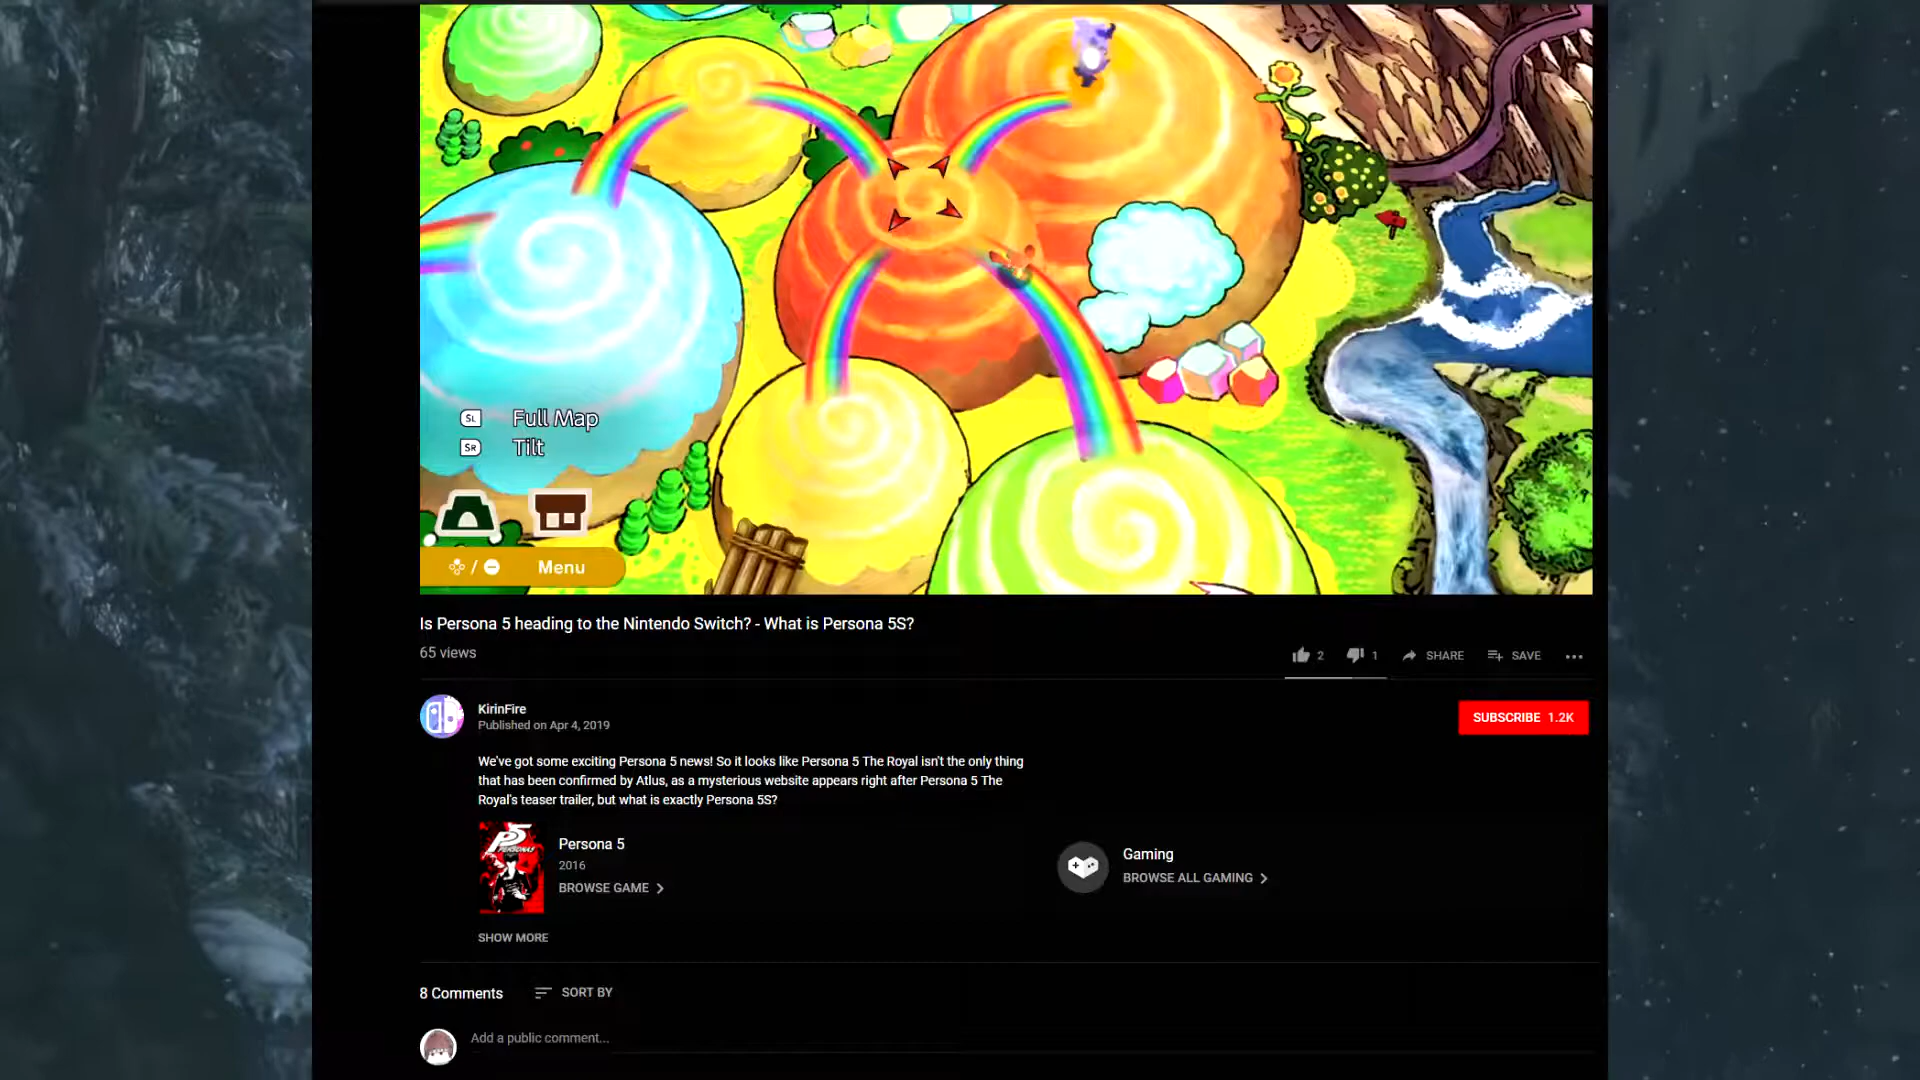 SL Full Map
SR Tilt
/ Menu
Is Persona 5 heading to the Nintendo Switch? - What is Persona 5S?
65 views
2 1 SHARE SAVE
KirinFire
Published on Apr 4, 2019
SUBSCRIBE 1.2K
We've got some exciting Persona 5 news! So it looks like Persona 5 The Royal isn't the only thing
that has been confirmed by Atlus, as a mysterious website appears right after Persona 5 The
Royal's teaser trailer, but what is exactly Persona 5S?
P5
PERSONA5
Persona 5
2016
BROWSE GAME
Gaming
BROWSE ALL GAMING
SHOW MORE
8 Comments SORT BY
Add a public comment...